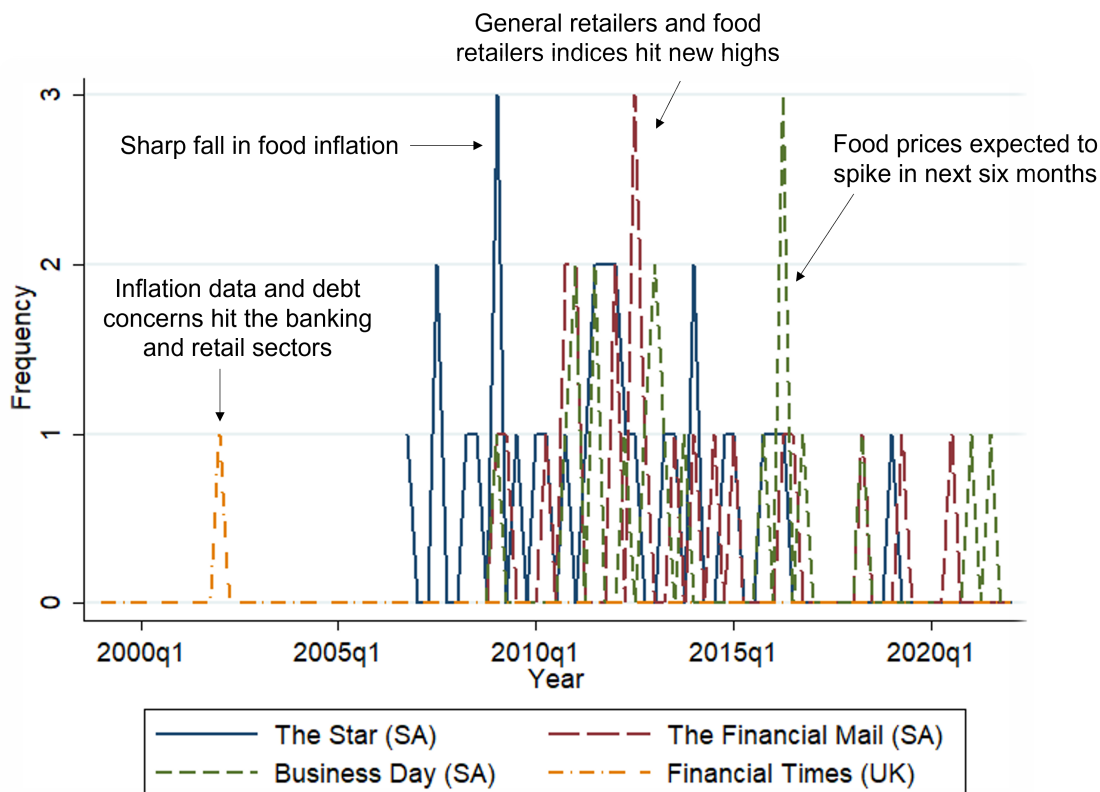 General retailers and food
retailers indices hit new highs
Sharp fall in food inflation
Food prices expected to
spike in next six months
Inflation data and debt
concerns hit the banking
and retail sectors
Frequency
3
2
1
0
2000q1 2005q1 2010q1 2015q1 2020q1
Year
The Star (SA) The Financial Mail (SA)
Business Day (SA) Financial Times (UK)